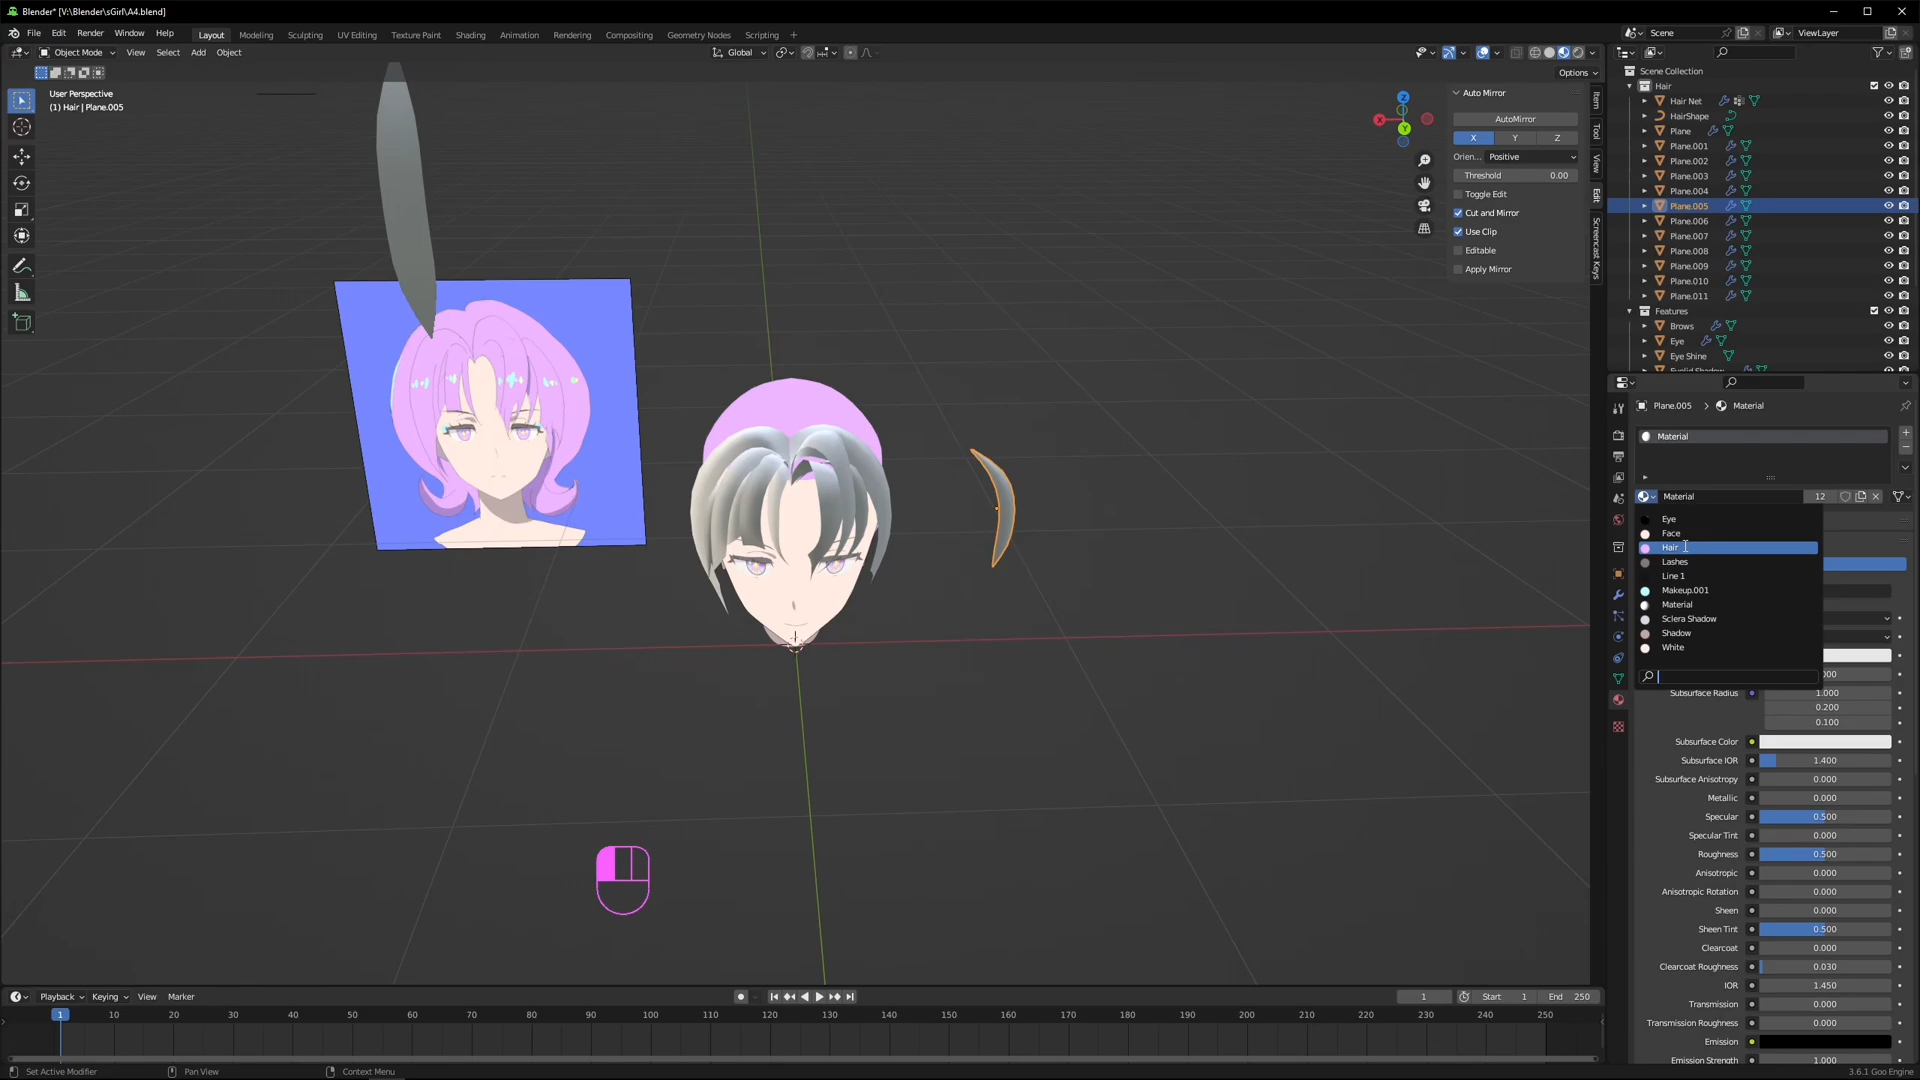 Blender* [V:\Blender\sGirl\A4.blend]
File Edit Render Window Help Layout Modeling Sculpting UV Editing Texture Paint Shading Animation Rendering Compositing Geometry Nodes Scripting + Scene ViewLayer
Object Mode View Select Add Object Global
Options
User Perspective
(1) Hair | Plane.005
Z
X
Y
Auto Mirror
AutoMirror
X Y Z
Orien... Positive
Threshold 0.00
Toggle Edit
Cut and Mirror
Use Clip
Editable
Apply Mirror
Item
Tool
View
Edit
Screencast Keys
Scene Collection
Hair
Hair Net
HairShape
Plane
Plane.001
Plane.002
Plane.003
Plane.004
Plane.005
Plane.006
Plane.007
Plane.008
Plane.009
Plane.010
Plane.011
Features
Brows
Eye
Eye Shine
Eyelid Shadow
Plane.005 > Material
Material
Material 12
Eye
Face
Hair
Lashes
Line 1
Makeup.001
Material
Sclera Shadow
Shadow
White
Subsurface Radius 1.000
0.200
0.100
Subsurface Color
Subsurface IOR 1.400
Subsurface Anisotropy 0.000
Metallic 0.000
Specular 0.500
Specular Tint 0.000
Roughness 0.500
Anisotropic 0.000
Anisotropic Rotation 0.000
Sheen 0.000
Sheen Tint 0.500
Clearcoat 0.000
Clearcoat Roughness 0.030
IOR 1.450
Transmission 0.000
Transmission Roughness 0.000
Emission
Emission Strength 1.000
Playback Keying View Marker 1 Start 1 End 250
1 10 20 30 40 50 60 70 80 90 100 110 120 130 140 150 160 170 180 190 200 210 220 230 240 250
Set Active Modifier Pan View Context Menu 3.6.1 Goo Engine